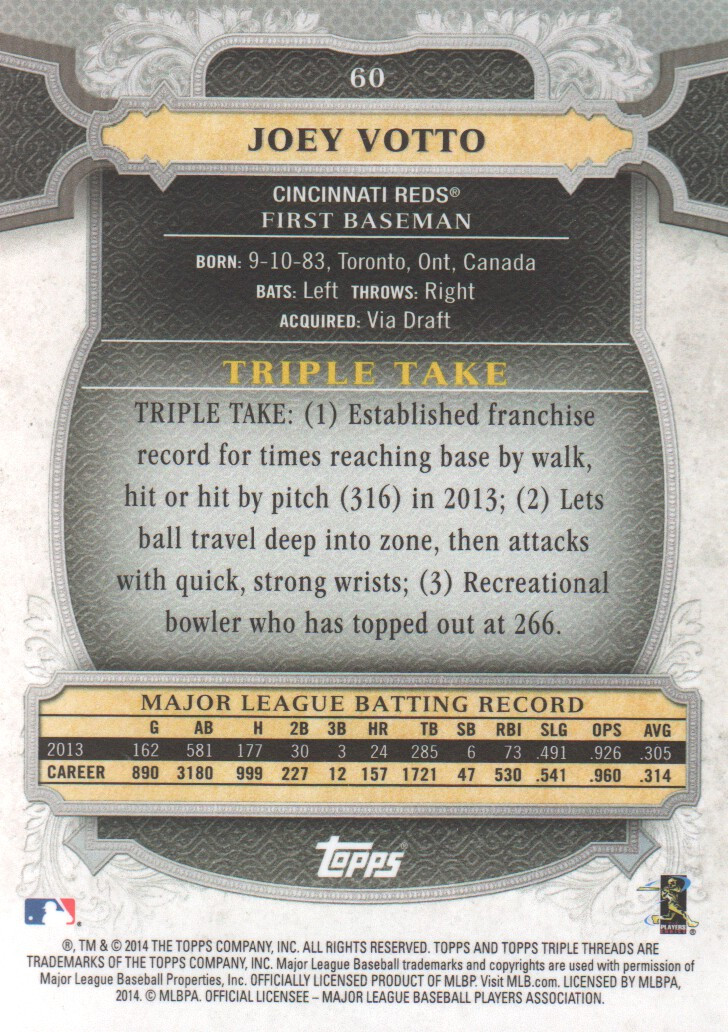 60
JOEY VOTTO
CINCINNATI REDS®
FIRST BASEMAN
BORN: 9-10-83, Toronto, Ont, Canada
BATS: Left THROWS: Right
ACQUIRED: Via Draft
TRIPLE TAKE
TRIPLE TAKE: (1) Established franchise
record for times reaching base by walk,
hit or hit by pitch (316) in 2013; (2) Lets
ball travel deep into zone, then attacks
with quick, strong wrists; (3) Recreational
bowler who has topped out at 266.
MAJOR LEAGUE BATTING RECORD
G AB H 2B 3B HR TB SB RBI SLG OPS AVG
2013 162 581 177 30 3 24 285 6 73 .491 .926 .305
CAREER 890 3180 999 227 12 157 1721 47 530 .541 .960 .314
topps
PLAYERS
®, TM & © 2014 THE TOPPS COMPANY, INC. ALL RIGHTS RESERVED. TOPPS AND TOPPS TRIPLE THREADS ARE
TRADEMARKS OF THE TOPPS COMPANY, INC. Major League Baseball trademarks and copyrights are used with permission of
Major League Baseball Properties, Inc. OFFICIALLY LICENSED PRODUCT OF MLBP. Visit MLB.com. LICENSED BY MLBPA,
2014. © MLBPA. OFFICIAL LICENSEE – MAJOR LEAGUE BASEBALL PLAYERS ASSOCIATION.